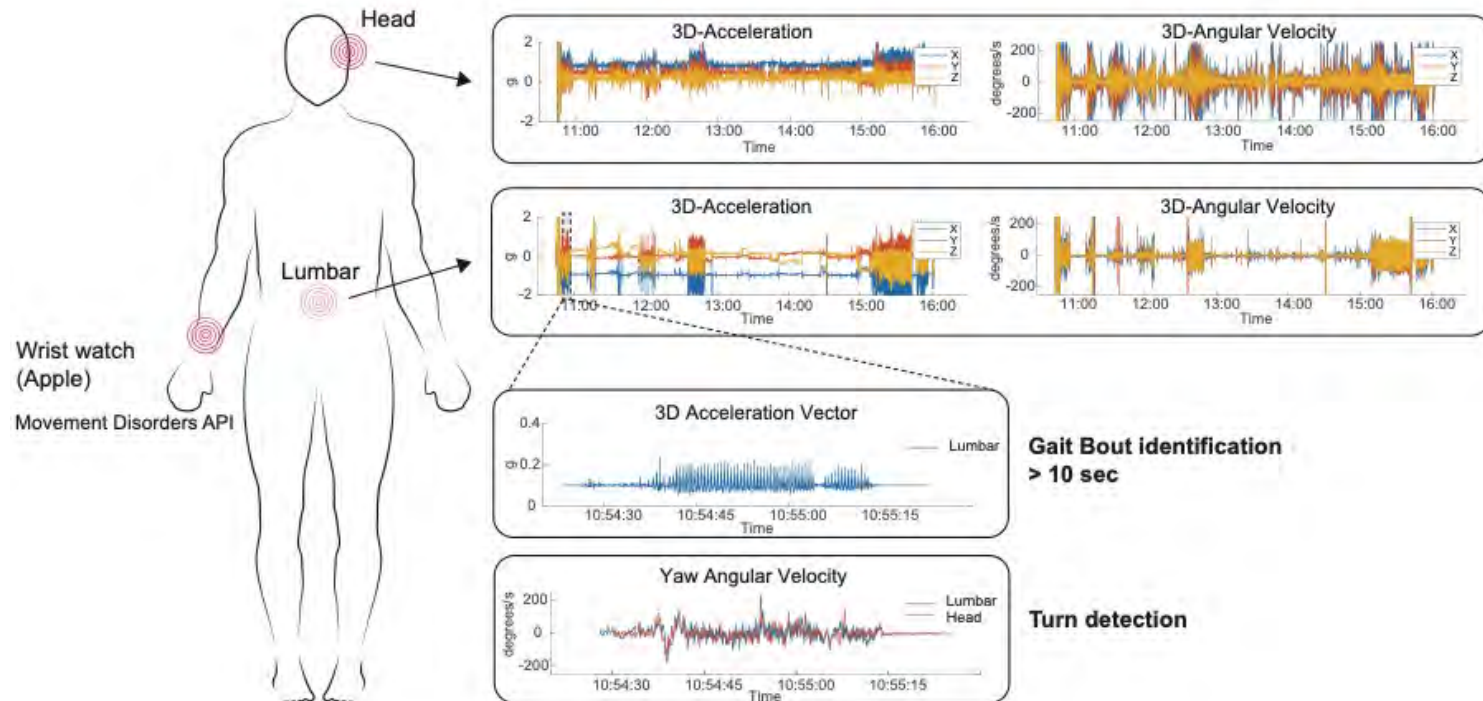 Head
3D-Acceleration
2
0
-2
g
X
Y
Z
11:00 12:00 13:00 14:00 15:00 16:00
Time
3D-Angular Velocity
200
0
-200
degrees/s
X
Y
Z
11:00 12:00 13:00 14:00 15:00 16:00
Time
Lumbar
3D-Acceleration
2
0
-2
g
X
Y
Z
11:00 12:00 13:00 14:00 15:00 16:00
Time
3D-Angular Velocity
200
0
-200
degrees/s
X
Y
Z
11:00 12:00 13:00 14:00 15:00 16:00
Time
Wrist watch
(Apple)
Movement Disorders API
3D Acceleration Vector
0.4
0.2
0
g
Lumbar
10:54:30 10:54:45 10:55:00 10:55:15
Time
Gait Bout identification
> 10 sec
Yaw Angular Velocity
200
0
-200
degrees/s
Lumbar
Head
10:54:30 10:54:45 10:55:00 10:55:15
Time
Turn detection